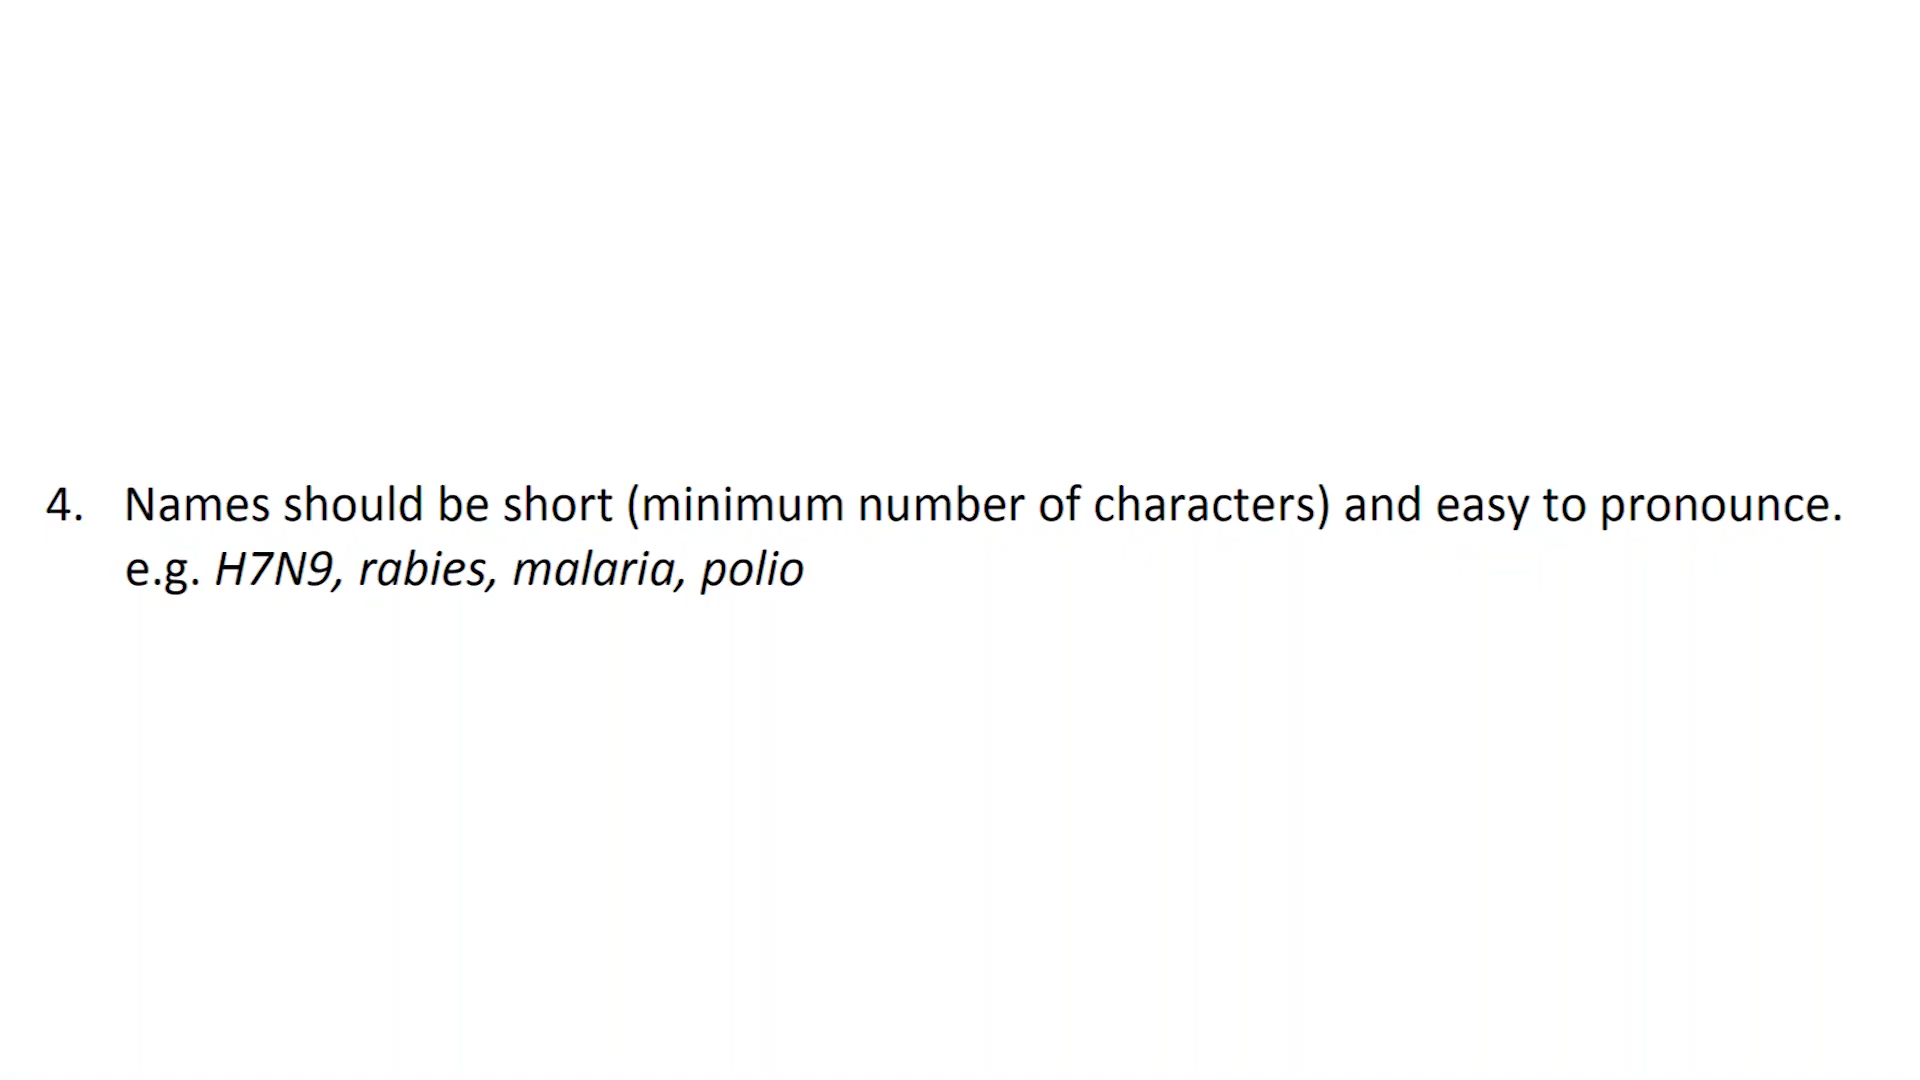 4. Names should be short (minimum number of characters) and easy to pronounce.
e.g. H7N9, rabies, malaria, polio